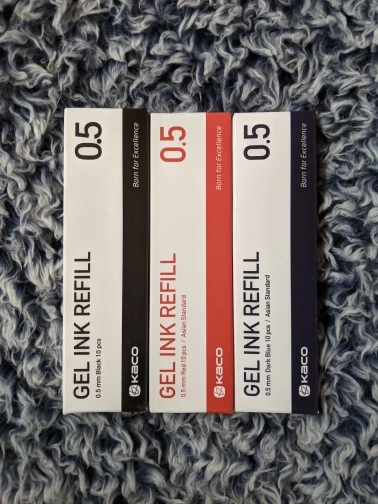 0.5
GEL INK REFILL
0.5 mm Black 10 pcs
Born for Excellence
KACO
0.5
GEL INK REFILL
0.5 mm Red 10 pcs / Asian Standard
Born for Excellence
KACO
0.5
GEL INK REFILL
0.5 mm Dark Blue 10 pcs / Asian Standard
Born for Excellence
KACO